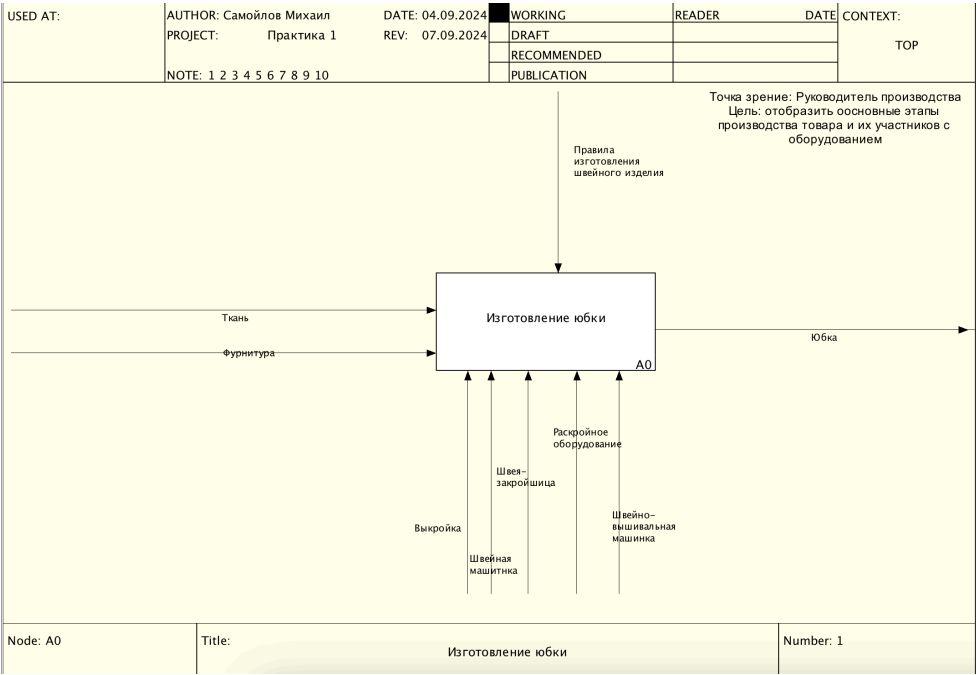 USED AT:
AUTHOR: Самойлов Михаил
DATE: 04.09.2024
WORKING
READER
DATE
CONTEXT:
PROJECT: Практика 1
REV: 07.09.2024
DRAFT
TOP
RECOMMENDED
NOTE: 1 2 3 4 5 6 7 8 9 10
PUBLICATION
Точка зрение: Руководитель производства
Цель: отобразить оосновные этапы
производства товара и их участников с
оборудованием
Правила
изготовления
швейного изделия
Ткань
Фурнитура
Изготовление юбки
A0
Юбка
Раскройное
оборудование
Швея-
закройшица
Выкройка
Швейно-
вышивальная
машинка
Швейная
машитнка
Node: A0
Title:
Изготовление юбки
Number: 1